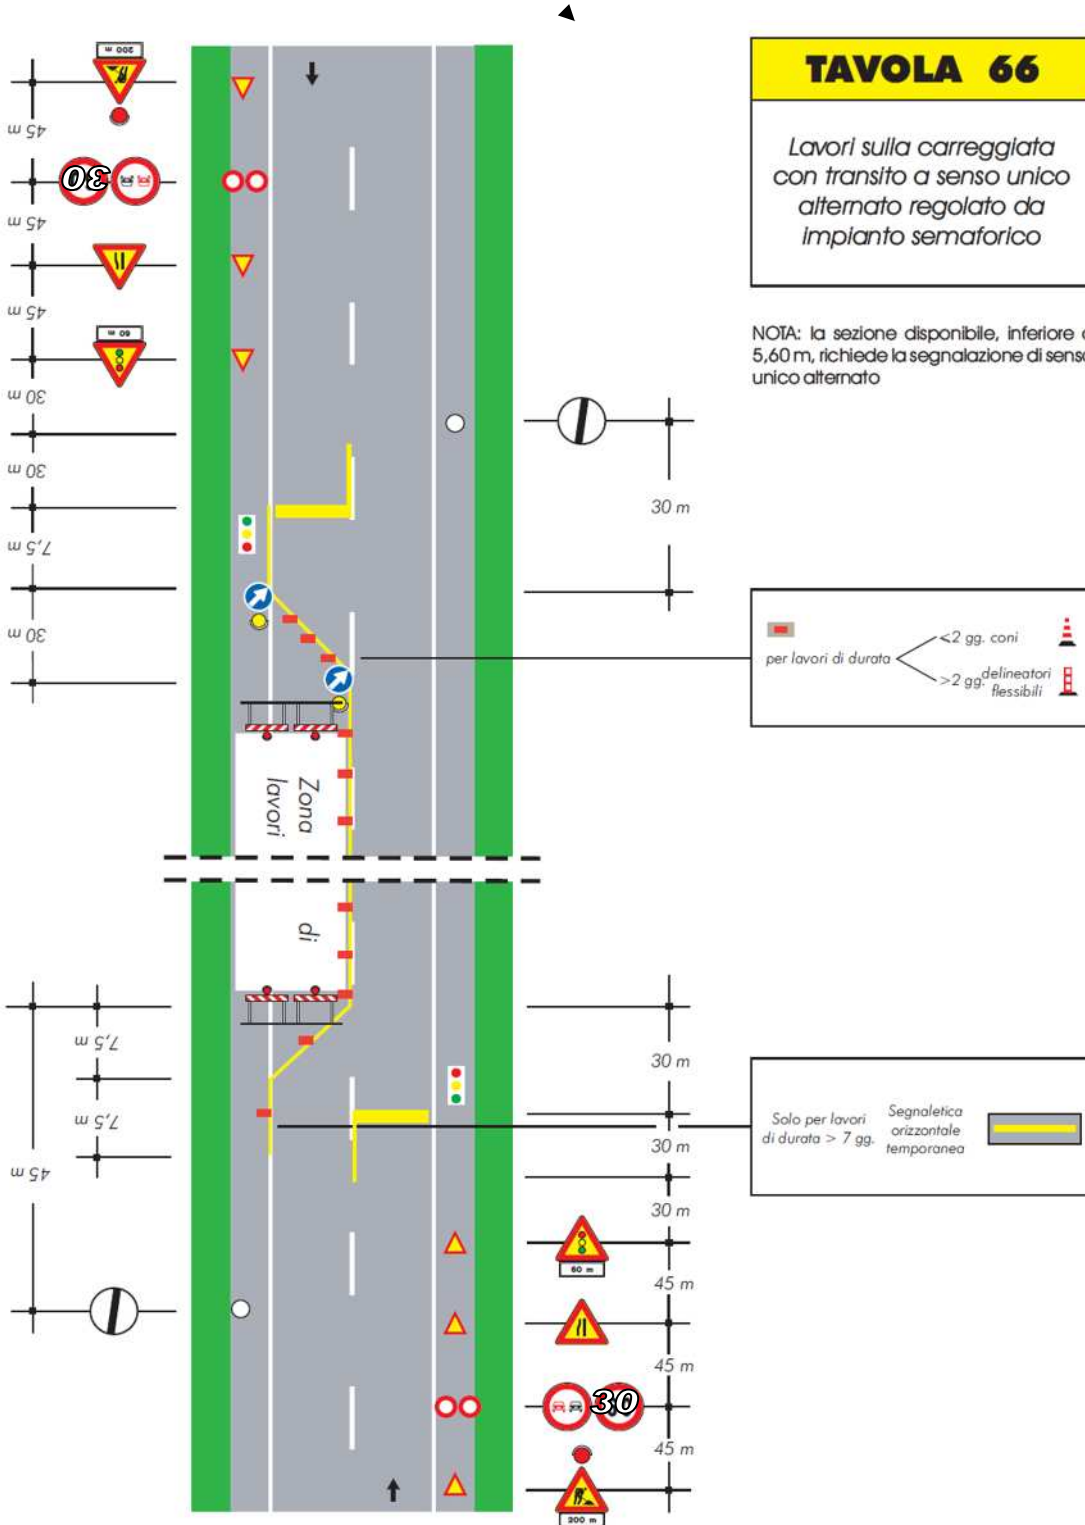 TAVOLA 66
Lavori sulla carreggiata
con transito a senso unico
alternato regolato da
impianto semaforico
NOTA: la sezione disponibile, inferiore a
5,60 m, richiede la segnalazione di senso
unico alternato
200 m
45 m
30
45 m
45 m
60 m
30 m
30 m
7,5 m
30 m
30 m
per lavori di durata
<2 gg. coni
>2 gg. delineatori
flessibili
Zona
lavori
di
7,5 m
7,5 m
45 m
30 m
30 m
30 m
Solo per lavori
di durata > 7 gg.
Segnaletica
orizzontale
temporanea
60 m
45 m
45 m
30
45 m
200 m